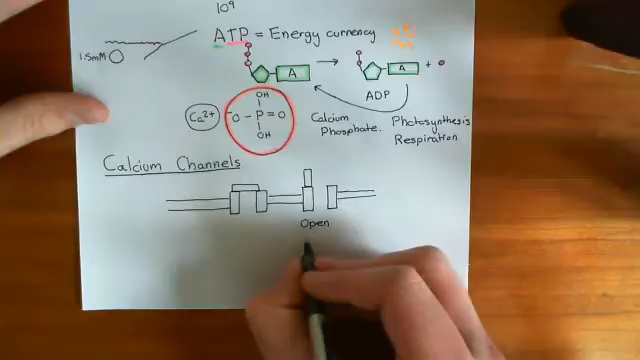 10⁹
ATP = Energy currency
1.5mM
A
A
+
ADP
Ca²⁺
OH
⁻O - P = O
OH
Calcium
Phosphate.
Photosynthesis
Respiration
Calcium Channels
Open